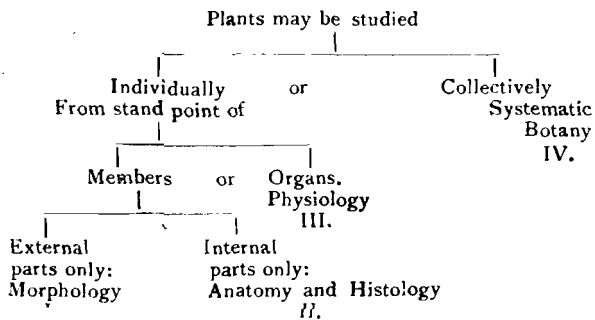 Plants may be studied
Individually or Collectively
From stand point of Systematic
Botany
IV.
Members or Organs.
Physiology
III.
External Internal
parts only: parts only:
Morphology Anatomy and Histology
II.